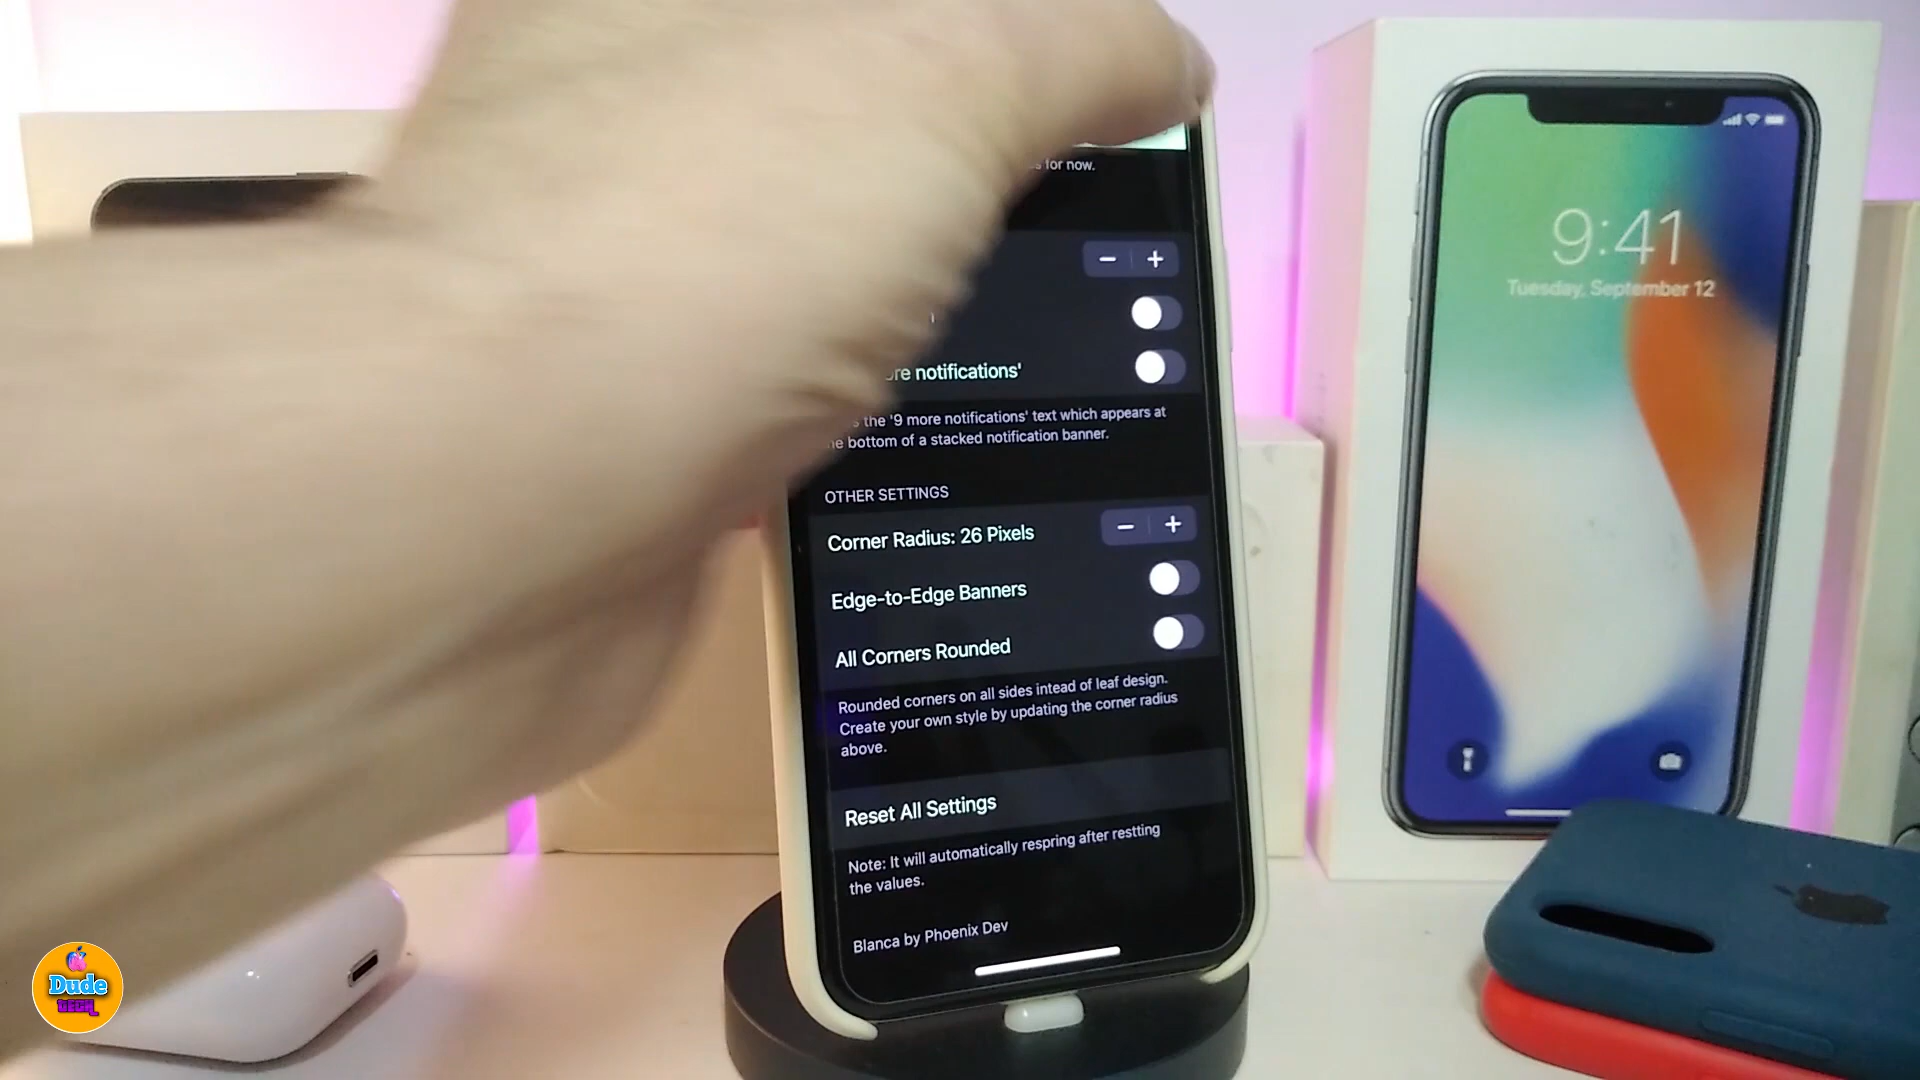 for now.
− +
notifications'
the '9 more notifications' text which appears at
bottom of a stacked notification banner.
OTHER SETTINGS
Corner Radius: 26 Pixels
− +
Edge-to-Edge Banners
All Corners Rounded
Rounded corners on all sides intead of leaf design.
Create your own style by updating the corner radius
above.
Reset All Settings
Note: It will automatically respring after restting
the values.
Blanca by Phoenix Dev
9:41
Tuesday, September 12
Dude
TECH